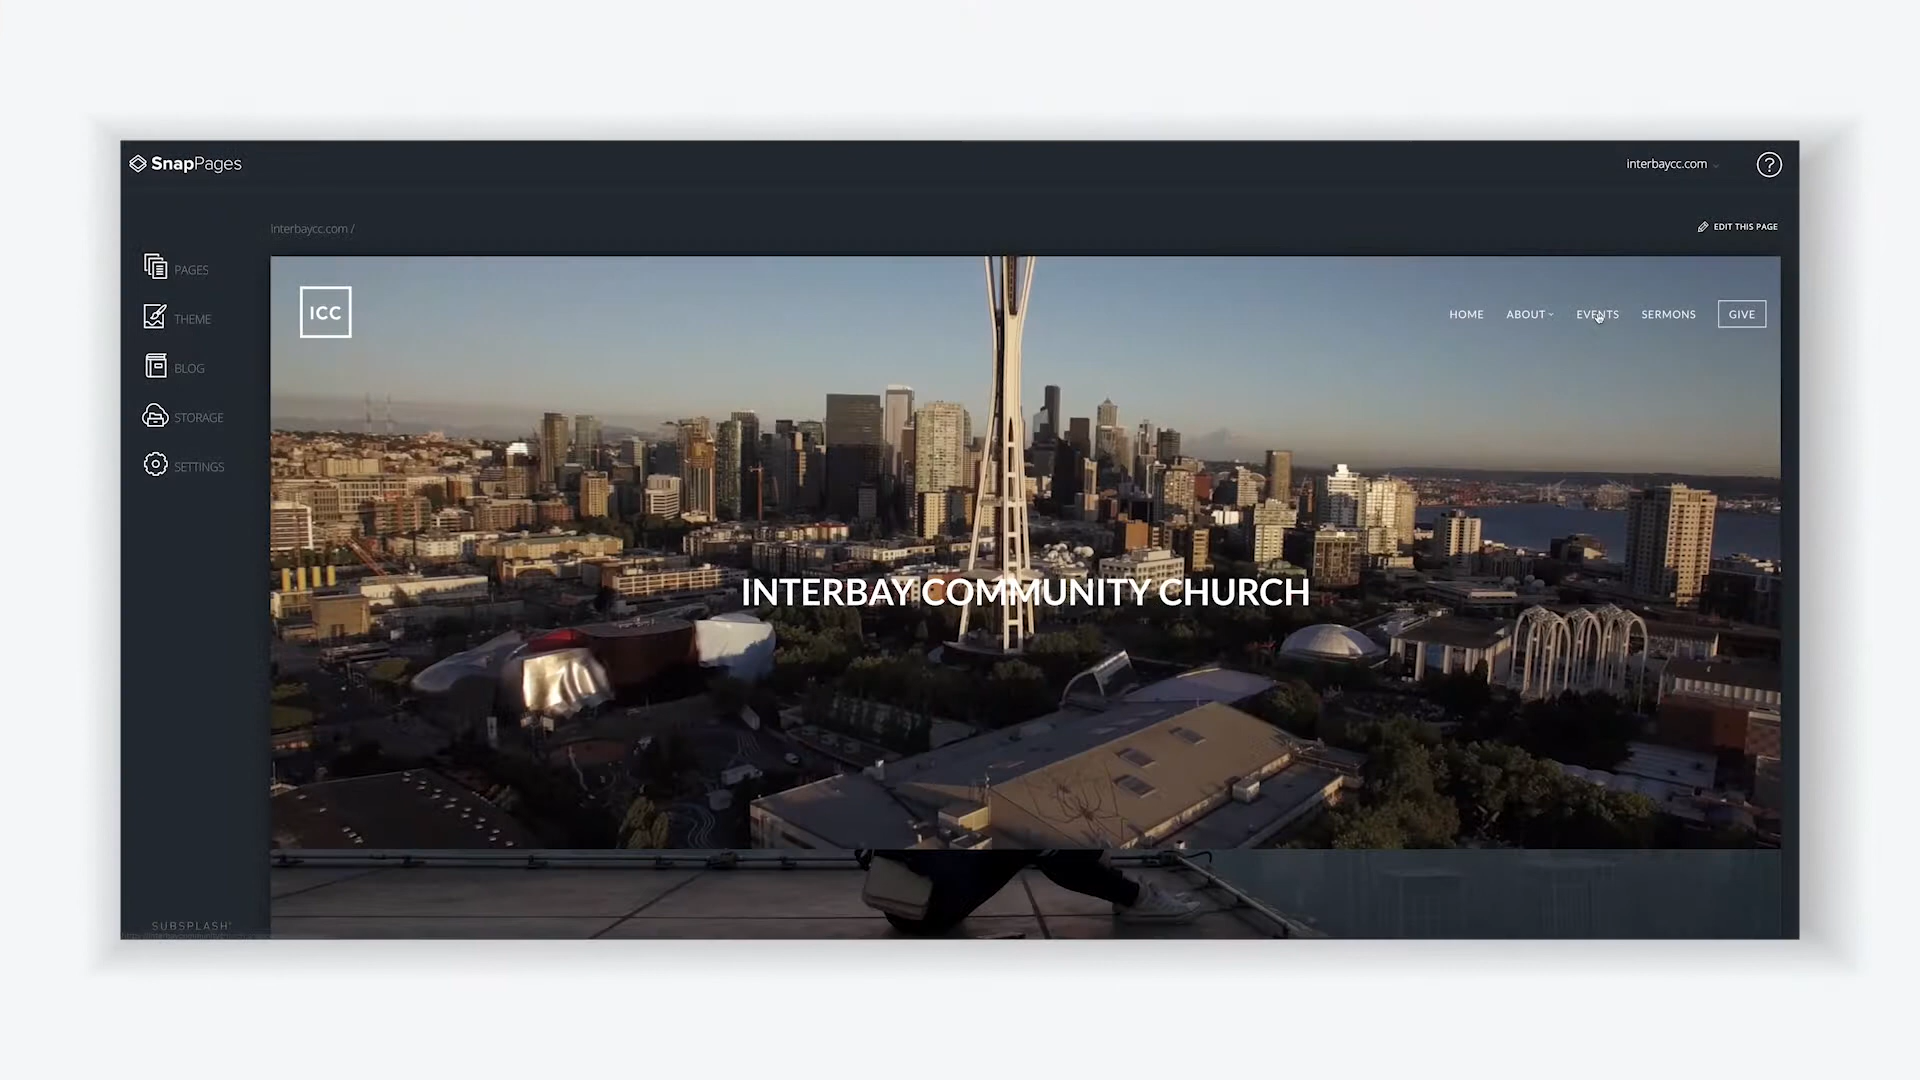 SnapPages
interbaycc.com
?
Interbaycc.com /
EDIT THIS PAGE
PAGES
THEME
BLOG
STORAGE
SETTINGS
ICC
HOME
ABOUT
EVENTS
SERMONS
GIVE
INTERBAY COMMUNITY CHURCH
SUBSPLASH